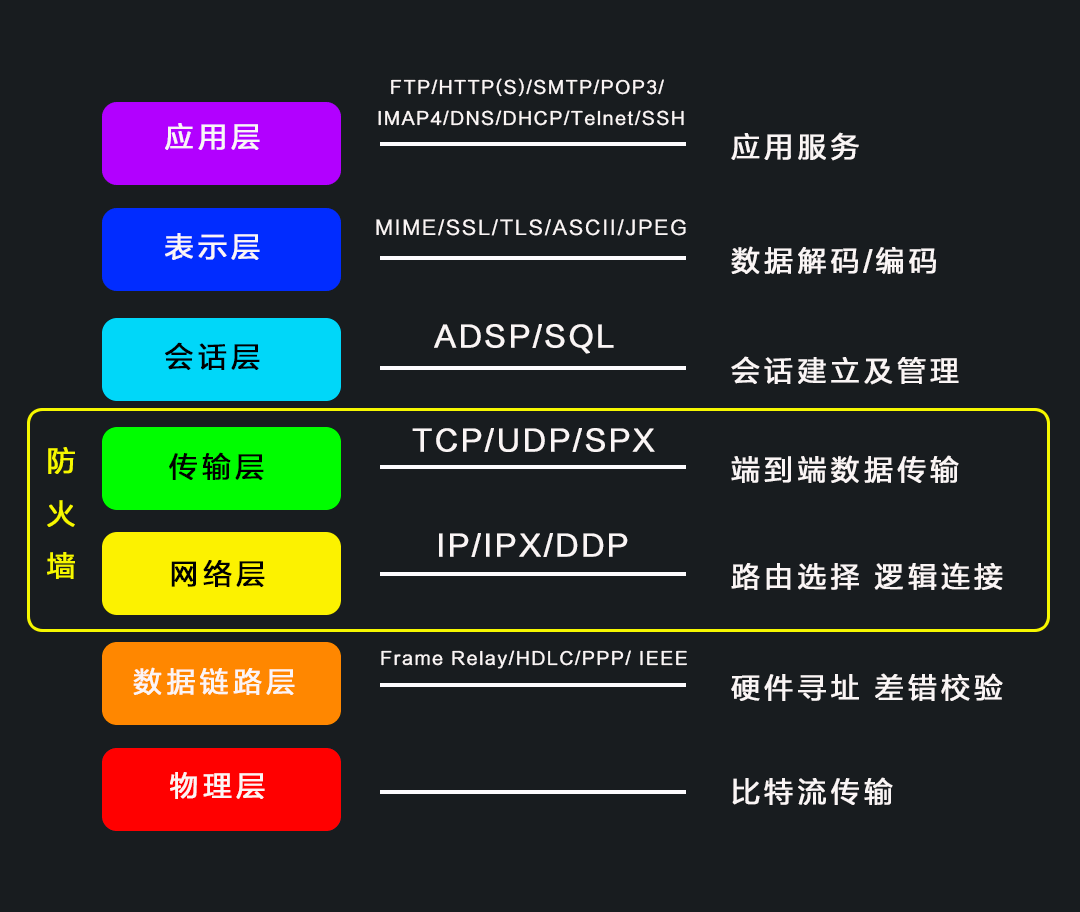 FTP/HTTP(S)/SMTP/POP3/
IMAP4/DNS/DHCP/Telnet/SSH
应用层
应用服务
MIME/SSL/TLS/ASCII/JPEG
表示层
数据解码/编码
ADSP/SQL
会话层
会话建立及管理
防火墙
TCP/UDP/SPX
传输层
端到端数据传输
IP/IPX/DDP
网络层
路由选择 逻辑连接
Frame Relay/HDLC/PPP/ IEEE
数据链路层
硬件寻址 差错校验
物理层
比特流传输